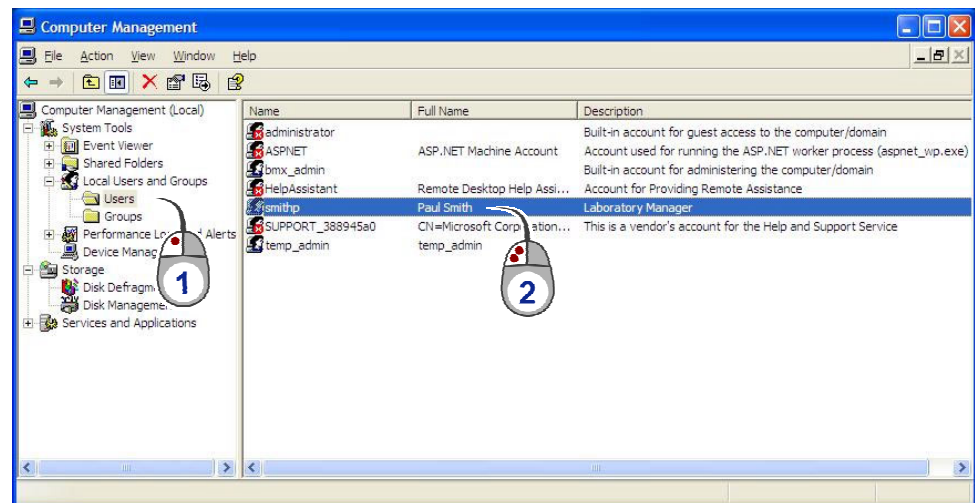 Computer Management
File Action View Window Help
Computer Management (Local)
System Tools
Event Viewer
Shared Folders
Local Users and Groups
Users
Groups
Performance Lo Alerts
Device Manag
Storage
Disk Defragm
Disk Manageme
Services and Applications
1
Name Full Name Description
administrator Built-in account for guest access to the computer/domain
ASPNET ASP.NET Machine Account Account used for running the ASP.NET worker process (aspnet_wp.exe)
bmx_admin Built-in account for administering the computer/domain
HelpAssistant Remote Desktop Help Assi... Account for Providing Remote Assistance
smithp Paul Smith Laboratory Manager
SUPPORT_388945a0 CN=Microsoft Corp ation... This is a vendor's account for the Help and Support Service
temp_admin temp_admin
2